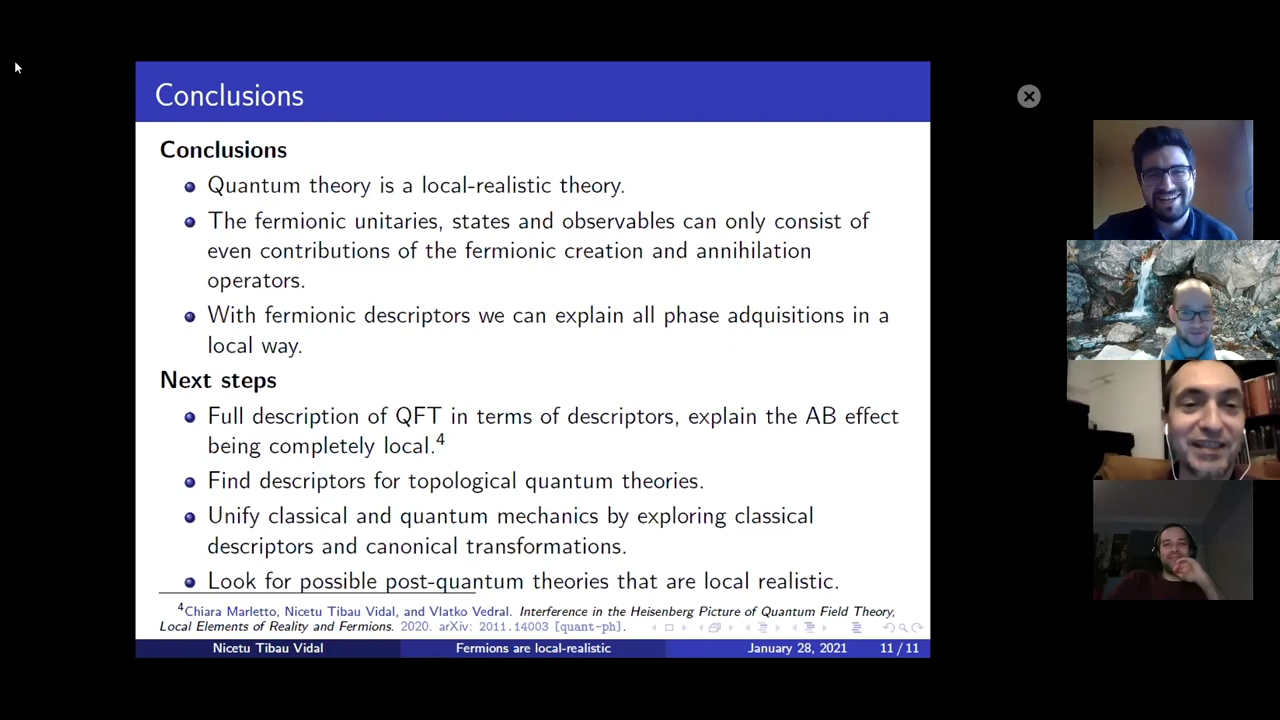 Conclusions
Conclusions
Quantum theory is a local-realistic theory.
The fermionic unitaries, states and observables can only consist of
even contributions of the fermionic creation and annihilation
operators.
With fermionic descriptors we can explain all phase adquisitions in a
local way.
Next steps
Full description of QFT in terms of descriptors, explain the AB effect
being completely local.4
Find descriptors for topological quantum theories.
Unify classical and quantum mechanics by exploring classical
descriptors and canonical transformations.
Look for possible post-quantum theories that are local realistic.
4Chiara Marletto, Nicetu Tibau Vidal, and Vlatko Vedral. Interference in the Heisenberg Picture of Quantum Field Theory,
Local Elements of Reality and Fermions. 2020. arXiv: 2011.14003 [quant-ph].
Nicetu Tibau Vidal Fermions are local-realistic January 28, 2021 11 / 11